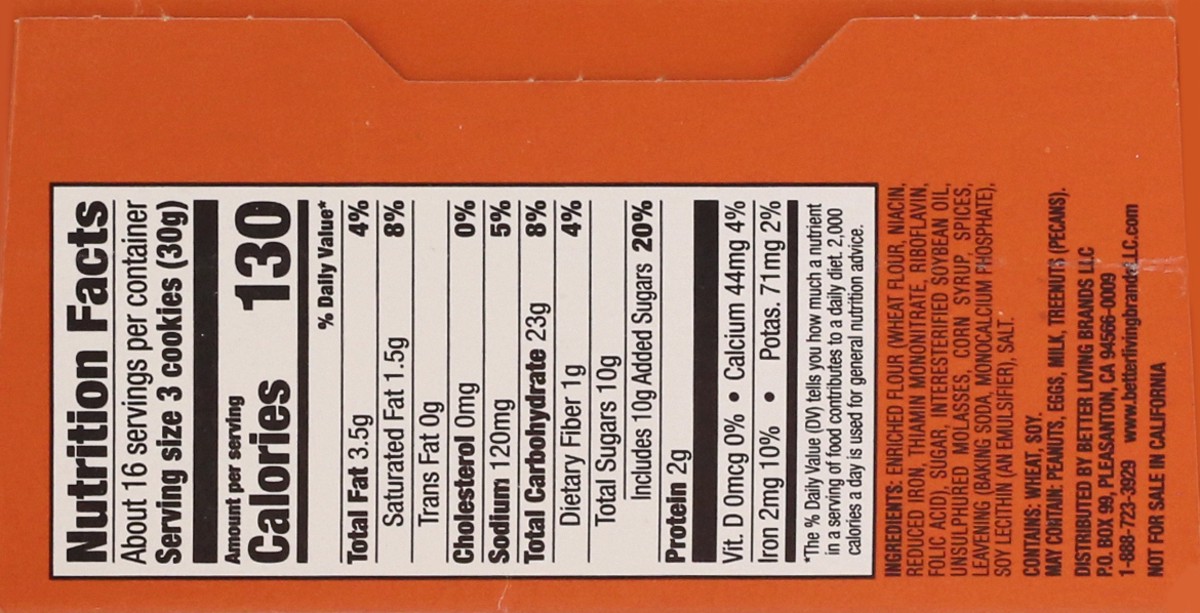 Nutrition Facts
About 16 servings per container
Serving size 3 cookies (30g)
Amount per serving
Calories 130
% Daily Value*
Total Fat 3.5g 4%
Saturated Fat 1.5g 8%
Trans Fat 0g
Cholesterol 0mg 0%
Sodium 120mg 5%
Total Carbohydrate 23g 8%
Dietary Fiber 1g 4%
Total Sugars 10g
Includes 10g Added Sugars 20%
Protein 2g
Vit. D 0mcg 0% • Calcium 44mg 4%
Iron 2mg 10% • Potas. 71mg 2%
*The % Daily Value (DV) tells you how much a nutrient
in a serving of food contributes to a daily diet. 2,000
calories a day is used for general nutrition advice.
INGREDIENTS: ENRICHED FLOUR (WHEAT FLOUR, NIACIN,
REDUCED IRON, THIAMIN MONONITRATE, RIBOFLAVIN,
FOLIC ACID), SUGAR, INTERESTERIFIED SOYBEAN OIL,
UNSULPHURED MOLASSES, CORN SYRUP, SPICES,
LEAVENING (BAKING SODA, MONOCALCIUM PHOSPHATE),
SOY LECITHIN (AN EMULSIFIER), SALT.
CONTAINS: WHEAT, SOY.
MAY CONTAIN: PEANUTS, EGGS, MILK, TREENUTS (PECANS).
DISTRIBUTED BY BETTER LIVING BRANDS LLC
P.O. BOX 99, PLEASANTON, CA 94566-0009
1-888-723-3929 www.betterlivingbrandsLLC.com
NOT FOR SALE IN CALIFORNIA